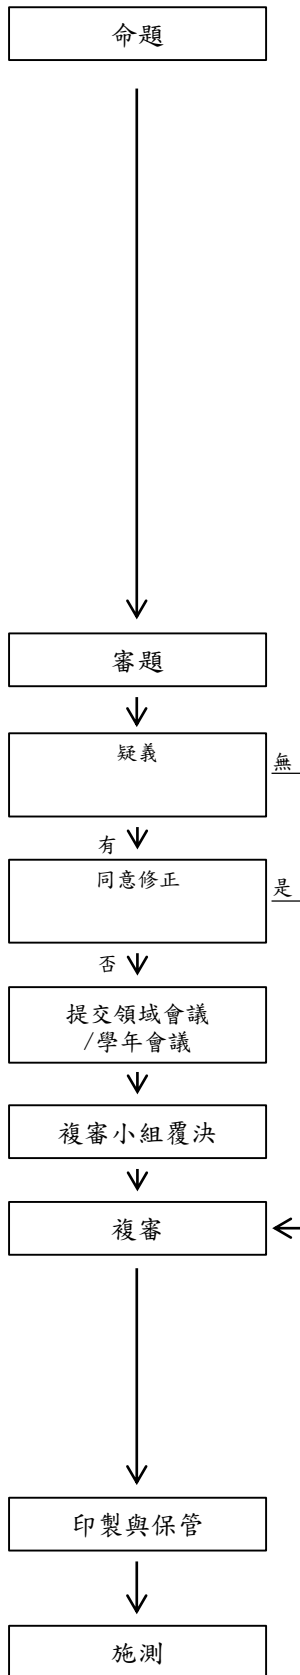 命題
審題
疑義
無
有
同意修正
是
否
提交領域會議
/學年會議
複審小組覆決
複審
印製與保管
施測